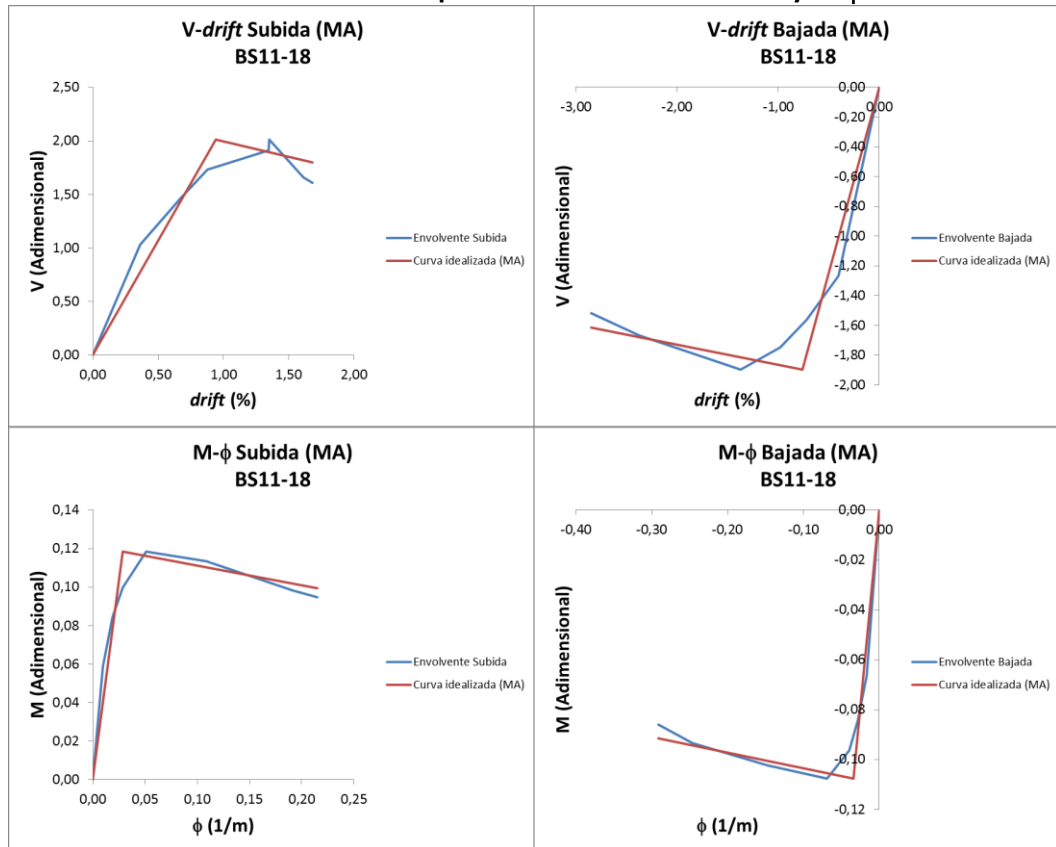 V-drift Subida (MA)
BS11-18
2,50
2,00
1,50
1,00
0,50
0,00
0,00 0,50 1,00 1,50 2,00
V (Adimensional)
drift (%)
Envolvente Subida
Curva idealizada (MA)
V-drift Bajada (MA)
BS11-18
-3,00 -2,00 -1,00 0,00
0,00
-0,20
-0,40
-0,60
-0,80
-1,00
-1,20
-1,40
-1,60
-1,80
-2,00
V (Adimensional)
drift (%)
Envolvente Bajada
Curva idealizada (MA)
M-ϕ Subida (MA)
BS11-18
0,14
0,12
0,10
0,08
0,06
0,04
0,02
0,00
0,00 0,05 0,10 0,15 0,20 0,25
M (Adimensional)
ϕ (1/m)
Envolvente Subida
Curva idealizada (MA)
M-ϕ Bajada (MA)
BS11-18
-0,40 -0,30 -0,20 -0,10 0,00
0,00
-0,02
-0,04
-0,06
-0,08
-0,10
-0,12
M (Adimensional)
ϕ (1/m)
Envolvente Bajada
Curva idealizada (MA)